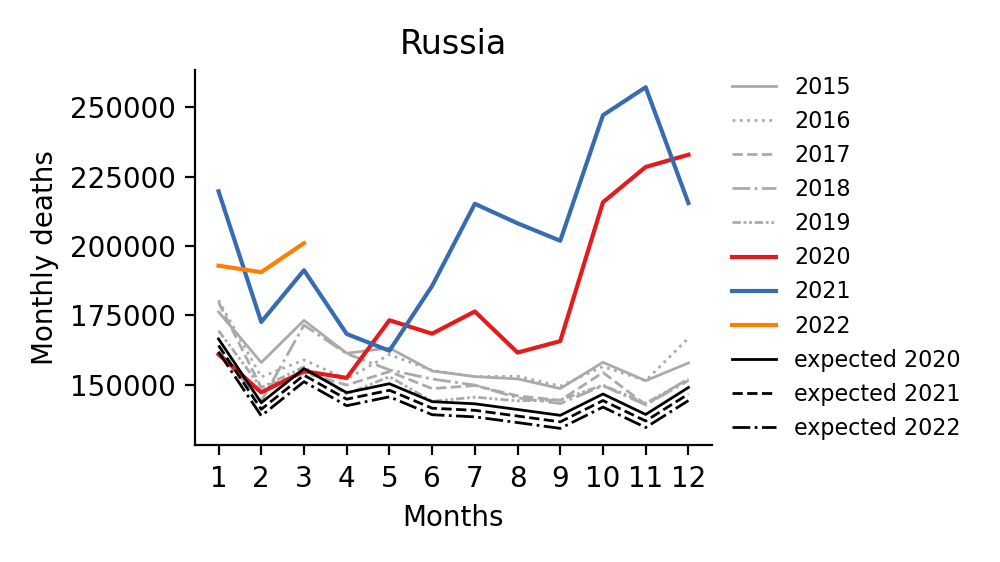 Russia
Monthly deaths
250000
225000
200000
175000
150000
1 2 3 4 5 6 7 8 9 10 11 12
Months
2015
2016
2017
2018
2019
2020
2021
2022
expected 2020
expected 2021
expected 2022